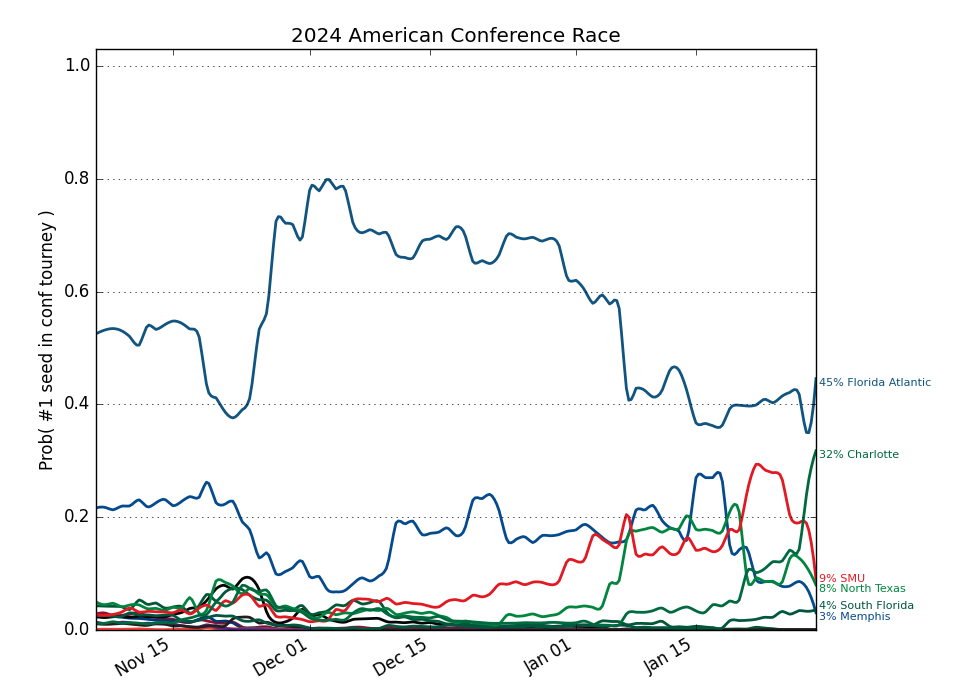 2024 American Conference Race
Prob( #1 seed in conf tourney )
1.0
0.8
0.6
0.4
0.2
0.0
Nov 15
Dec 01
Dec 15
Jan 01
Jan 15
45% Florida Atlantic
32% Charlotte
9% SMU
8% North Texas
4% South Florida
3% Memphis